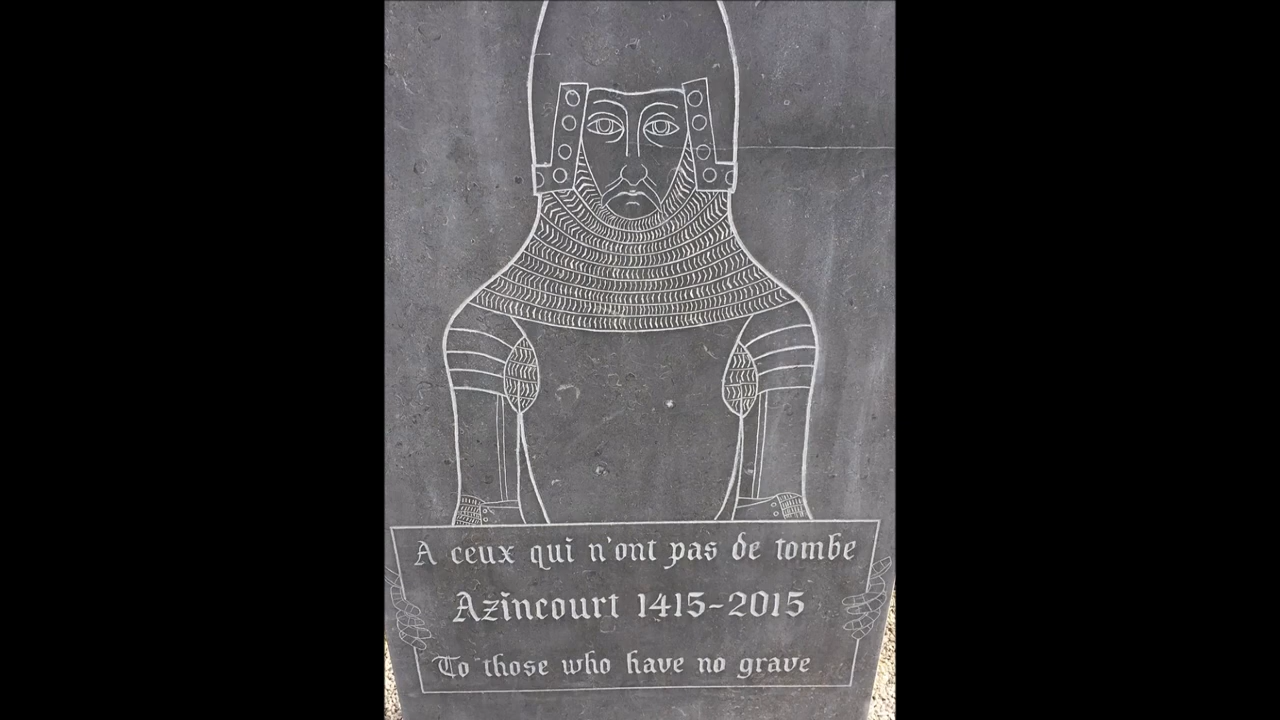 A ceux qui n'ont pas de tombe
Azincourt 1415-2015
To those who have no grave